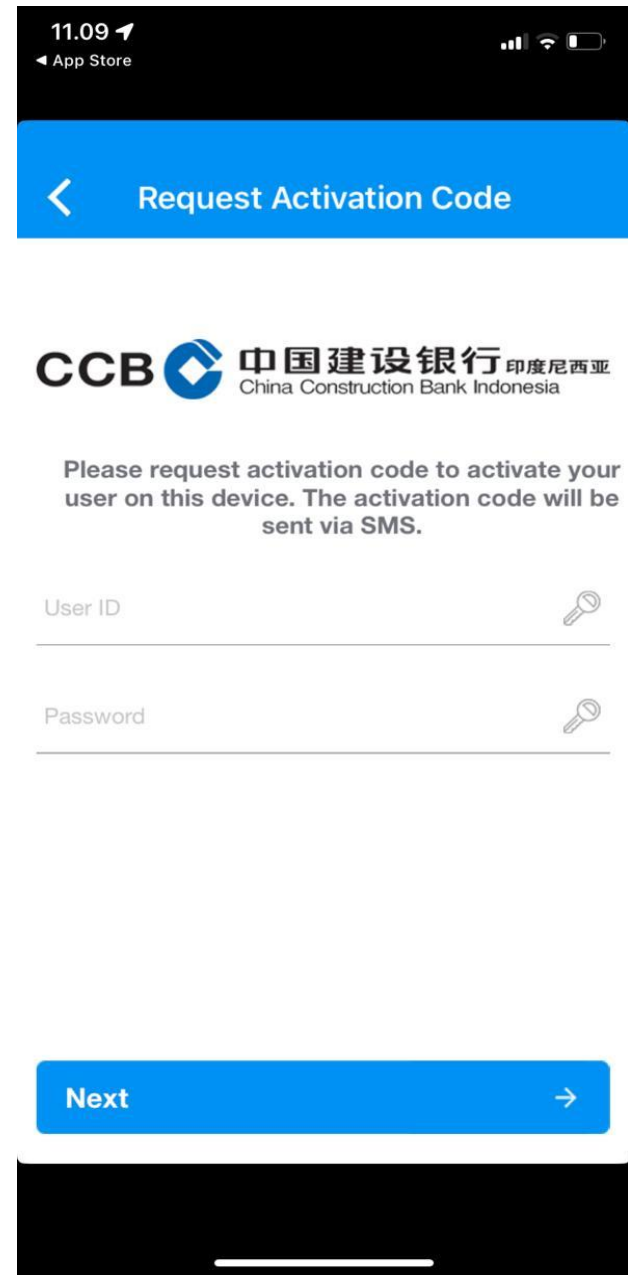 11.09
◀ App Store
Request Activation Code
CCB 中国建设银行 印度尼西亚
China Construction Bank Indonesia
Please request activation code to activate your
user on this device. The activation code will be
sent via SMS.
User ID
Password
Next